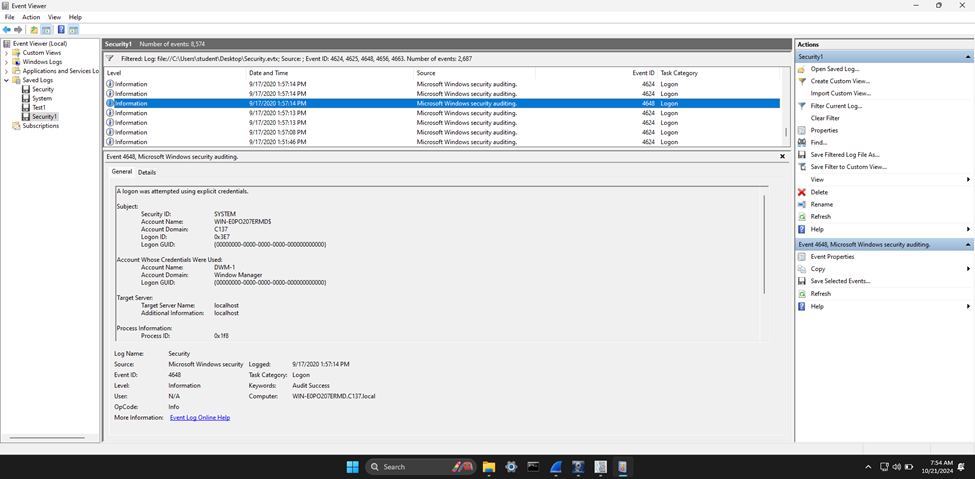 Event Viewer
File Action View Help
Event Viewer (Local)
Custom Views
Windows Logs
Applications and Services Lo
Saved Logs
Security
System
Test1
Security1
Subscriptions
Security1 Number of events: 8,574
Filtered: Log: file://C:\Users\student\Desktop\Security.evtx; Source: ; Event ID: 4624, 4625, 4648, 4656, 4663. Number of events: 2,687
Level Date and Time Source Event ID Task Category
Information 9/17/2020 1:57:14 PM Microsoft Windows security auditing. 4624 Logon
Information 9/17/2020 1:57:14 PM Microsoft Windows security auditing. 4624 Logon
Information 9/17/2020 1:57:14 PM Microsoft Windows security auditing. 4648 Logon
Information 9/17/2020 1:57:13 PM Microsoft Windows security auditing. 4624 Logon
Information 9/17/2020 1:57:13 PM Microsoft Windows security auditing. 4624 Logon
Information 9/17/2020 1:57:08 PM Microsoft Windows security auditing. 4624 Logon
Information 9/17/2020 1:51:46 PM Microsoft Windows security auditing. 4624 Logon
Event 4648, Microsoft Windows security auditing.
General Details
A logon was attempted using explicit credentials.
Subject:
Security ID: SYSTEM
Account Name: WIN-E0PO207ERMD$
Account Domain: C137
Logon ID: 0x3E7
Logon GUID: {00000000-0000-0000-0000-000000000000}
Account Whose Credentials Were Used:
Account Name: DWM-1
Account Domain: Window Manager
Logon GUID: {00000000-0000-0000-0000-000000000000}
Target Server:
Target Server Name: localhost
Additional Information: localhost
Process Information:
Process ID: 0x1f8
Log Name: Security
Source: Microsoft Windows security Logged: 9/17/2020 1:57:14 PM
Event ID: 4648 Task Category: Logon
Level: Information Keywords: Audit Success
User: N/A Computer: WIN-E0PO207ERMD.C137.local
OpCode: Info
More Information: Event Log Online Help
Actions
Security1
Open Saved Log...
Create Custom View...
Import Custom View...
Filter Current Log...
Clear Filter
Properties
Find...
Save Filtered Log File As...
Save Filter to Custom View...
View
Delete
Rename
Refresh
Help
Event 4648, Microsoft Windows security auditing.
Event Properties
Copy
Save Selected Events...
Refresh
Help
Search
7:54 AM
10/21/2024